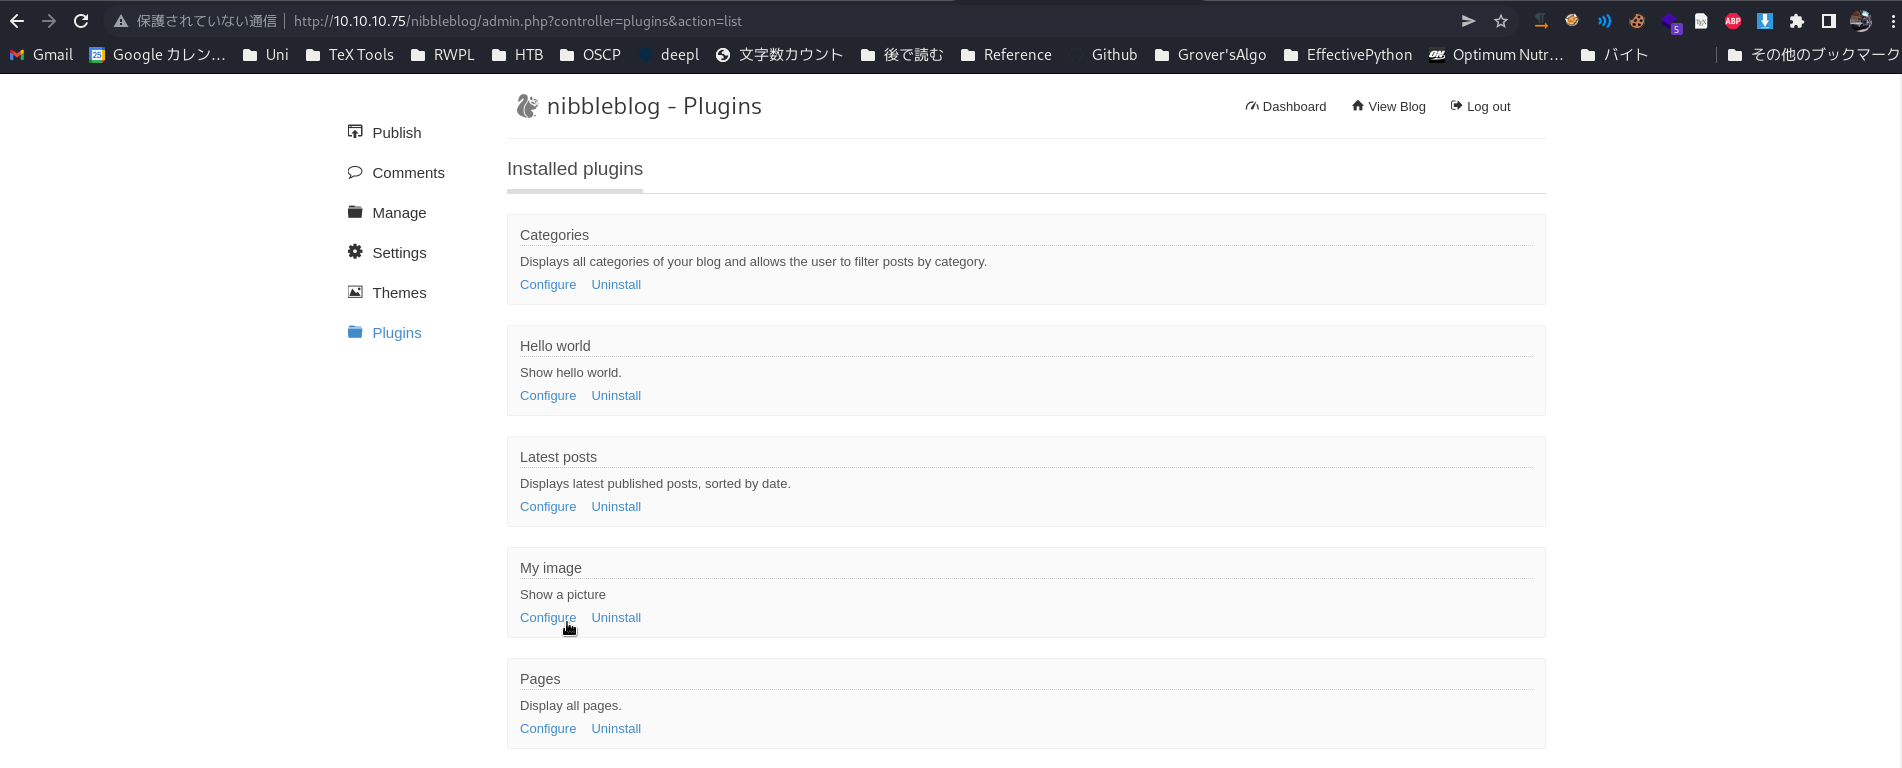 保護されていない通信 | http://10.10.10.75/nibbleblog/admin.php?controller=plugins&action=list
5 ABP
Gmail 25 Google カレン… Uni TeX Tools RWPL HTB OSCP deepl 文字数カウント 後で読む Reference Github Grover'sAlgo EffectivePython ON. Optimum Nutr… バイト その他のブックマーク
nibbleblog - Plugins Dashboard View Blog Log out
Publish
Comments
Manage
Settings
Themes
Plugins
Installed plugins
Categories
Displays all categories of your blog and allows the user to filter posts by category.
Configure Uninstall
Hello world
Show hello world.
Configure Uninstall
Latest posts
Displays latest published posts, sorted by date.
Configure Uninstall
My image
Show a picture
Configure Uninstall
Pages
Display all pages.
Configure Uninstall